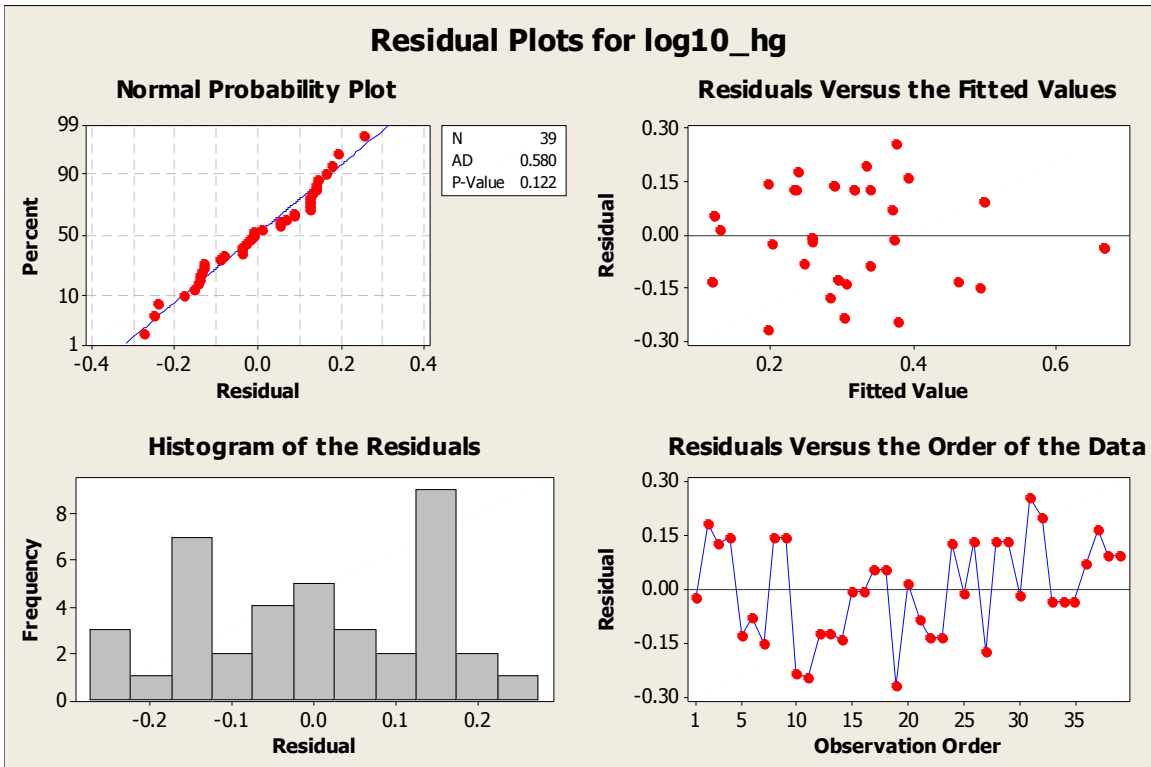 Residual Plots for log10_hg
Normal Probability Plot
99
90
50
10
1
Percent
-0.4 -0.2 0.0 0.2 0.4
Residual
N 39
AD 0.580
P-Value 0.122
Residuals Versus the Fitted Values
0.30
0.15
0.00
-0.15
-0.30
Residual
0.2 0.4 0.6
Fitted Value
Histogram of the Residuals
8
6
4
2
0
Frequency
-0.2 -0.1 0.0 0.1 0.2
Residual
Residuals Versus the Order of the Data
0.30
0.15
0.00
-0.15
-0.30
Residual
1 5 10 15 20 25 30 35
Observation Order